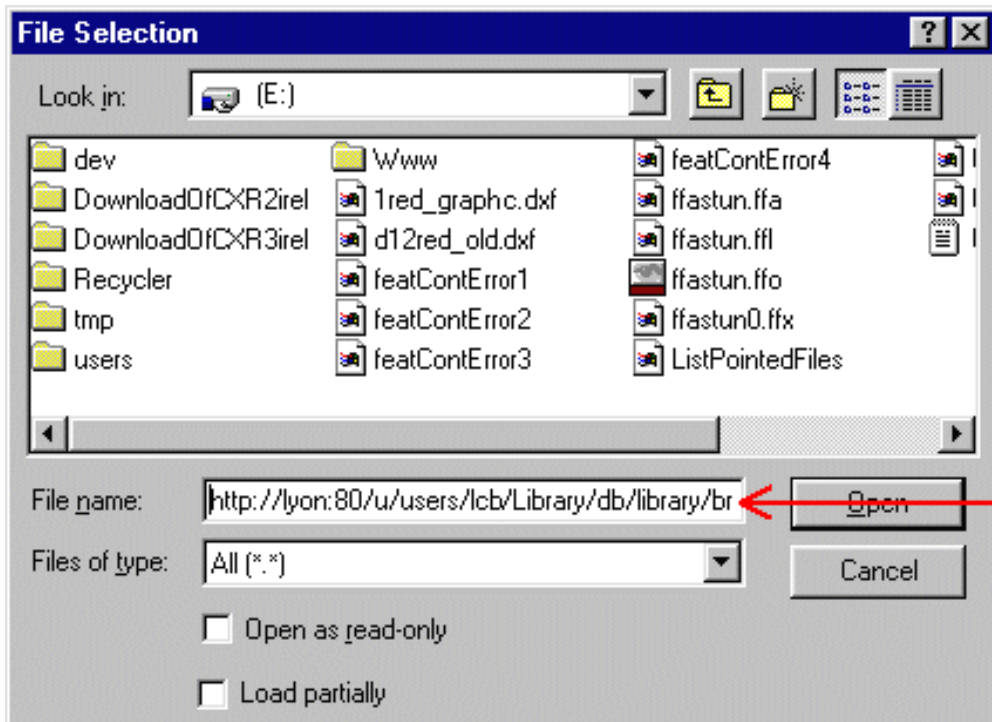 File Selection
Look in: (E:)
dev
DownloadOfCXR2irel
DownloadOfCXR3irel
Recycler
tmp
users
Www
1red_graphc.dxf
d12red_old.dxf
featContError1
featContError2
featContError3
featContError4
ffastun.ffa
ffastun.ffl
ffastun.ffo
ffastun0.ffx
ListPointedFiles
File name: http://lyon:80/u/users/lcb/Library/db/library/br Open
Files of type: All (*.*) Cancel
Open as read-only
Load partially